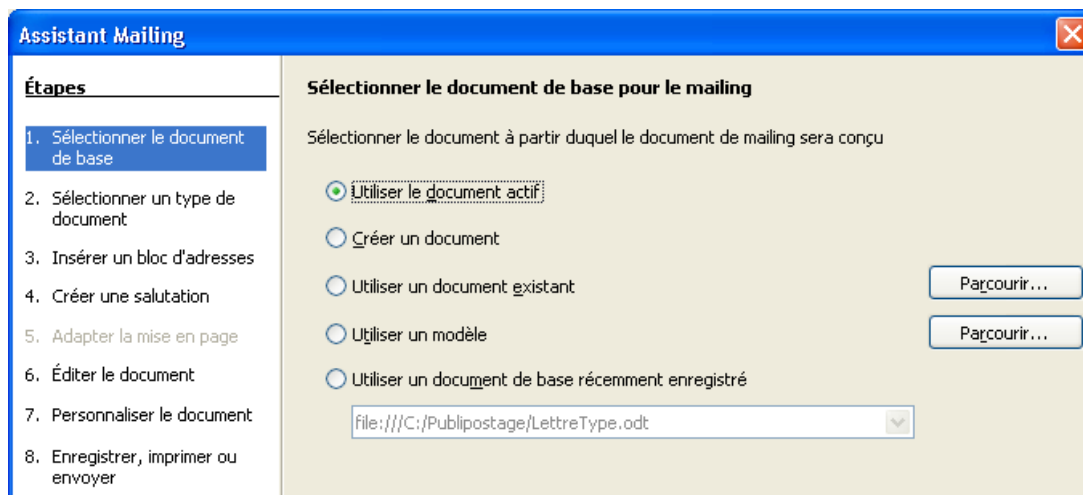 Assistant Mailing
Étapes
1. Sélectionner le document
de base
2. Sélectionner un type de
document
3. Insérer un bloc d'adresses
4. Créer une salutation
5. Adapter la mise en page
6. Éditer le document
7. Personnaliser le document
8. Enregistrer, imprimer ou
envoyer
Sélectionner le document de base pour le mailing
Sélectionner le document à partir duquel le document de mailing sera conçu
Utiliser le document actif
Créer un document
Utiliser un document existant
Parcourir...
Utiliser un modèle
Parcourir...
Utiliser un document de base récemment enregistré
file:///C:/Publipostage/LettreType.odt